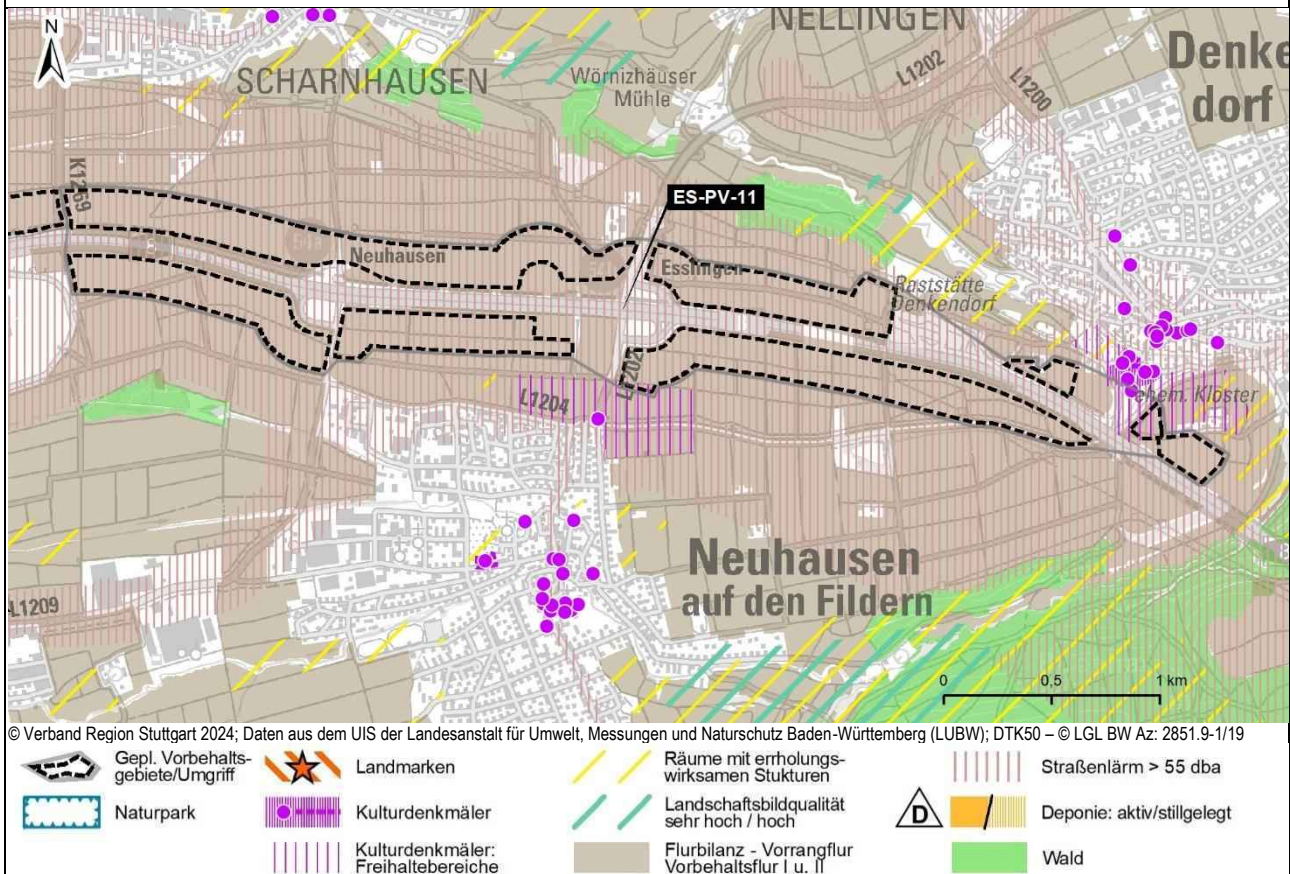 N
NELLINGEN
Denke
dorf
SCHARNHAUSEN
Wörnizhäuser
Mühle
L1202
L1200
K1269
ES-PV-11
Neuhausen
Esslingen
Raststätte
Denkendorf
L1202
L1204
ehem. Kloster
Neuhausen
auf den Fildern
L1209
0 0,5 1 km
© Verband Region Stuttgart 2024; Daten aus dem UIS der Landesanstalt für Umwelt, Messungen und Naturschutz Baden-Württemberg (LUBW); DTK50 – © LGL BW Az: 2851.9-1/19
Gepl. Vorbehalts-
gebiete/Umgriff
Landmarken
Räume mit errholungs-
wirksamen Stukturen
Straßenlärm > 55 dba
Naturpark
Kulturdenkmäler
Landschaftsbildqualität
sehr hoch / hoch
D
Deponie: aktiv/stillgelegt
Kulturdenkmäler:
Freihaltebereiche
Flurbilanz - Vorrangflur
Vorbehaltsflur I u. II
Wald